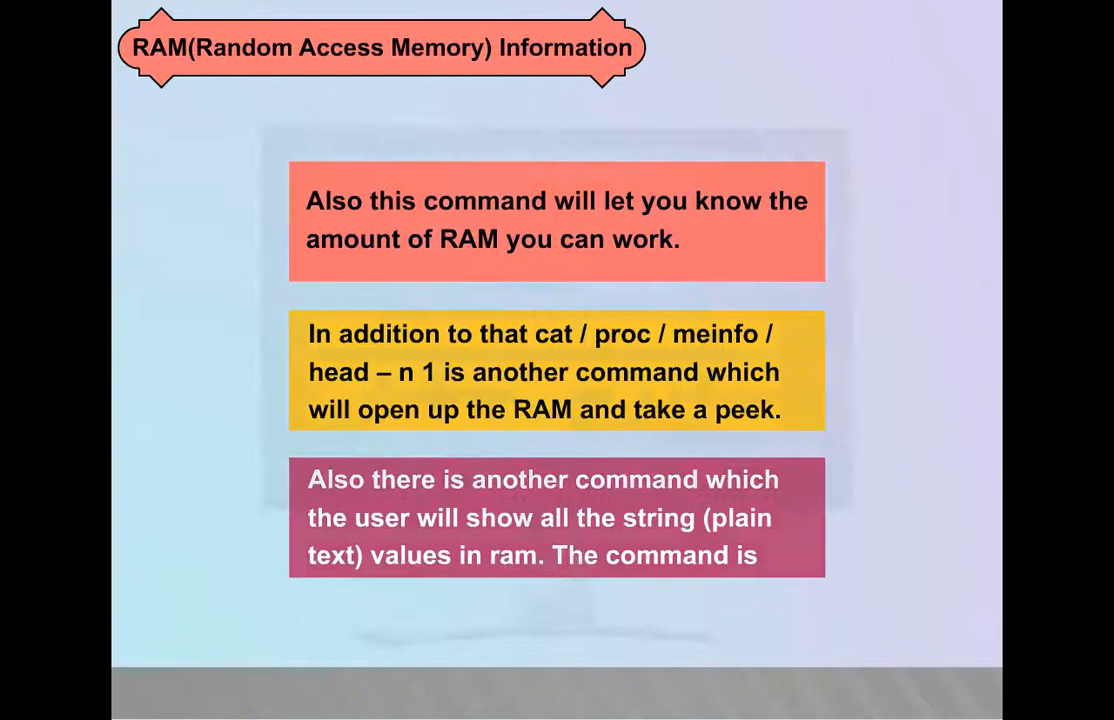 RAM(Random Access Memory) Information
Also this command will let you know the
amount of RAM you can work.
In addition to that cat / proc / meinfo /
head – n 1 is another command which
will open up the RAM and take a peek.
Also there is another command which
the user will show all the string (plain
text) values in ram. The command is